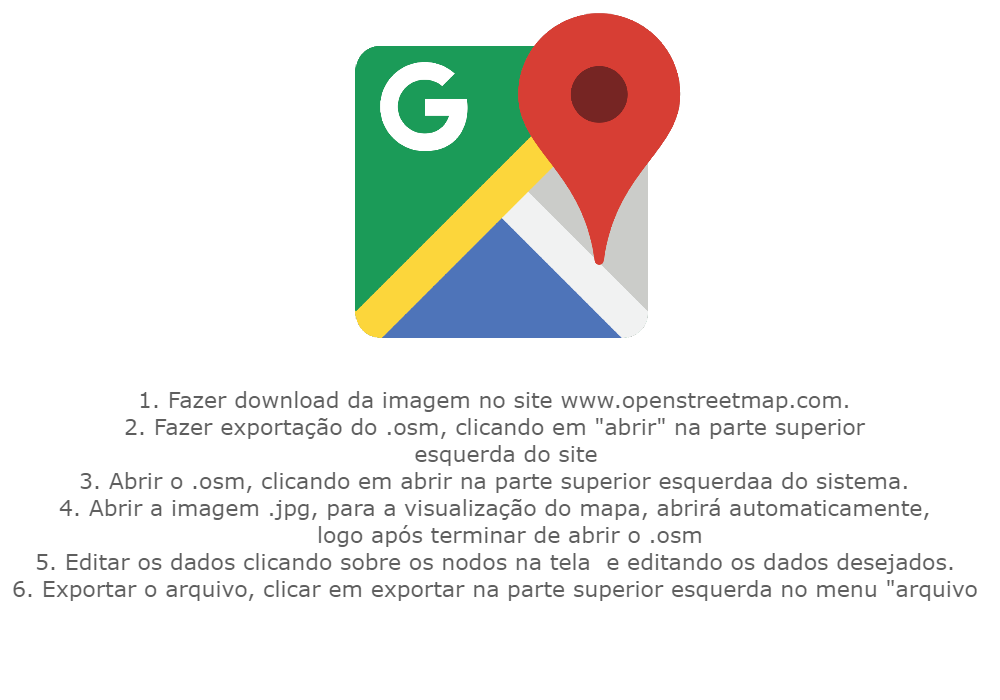 G
1. Fazer download da imagem no site www.openstreetmap.com.
2. Fazer exportação do .osm, clicando em "abrir" na parte superior
esquerda do site
3. Abrir o .osm, clicando em abrir na parte superior esquerdaa do sistema.
4. Abrir a imagem .jpg, para a visualização do mapa, abrirá automaticamente,
logo após terminar de abrir o .osm
5. Editar os dados clicando sobre os nodos na tela  e editando os dados desejados.
6. Exportar o arquivo, clicar em exportar na parte superior esquerda no menu "arquivo